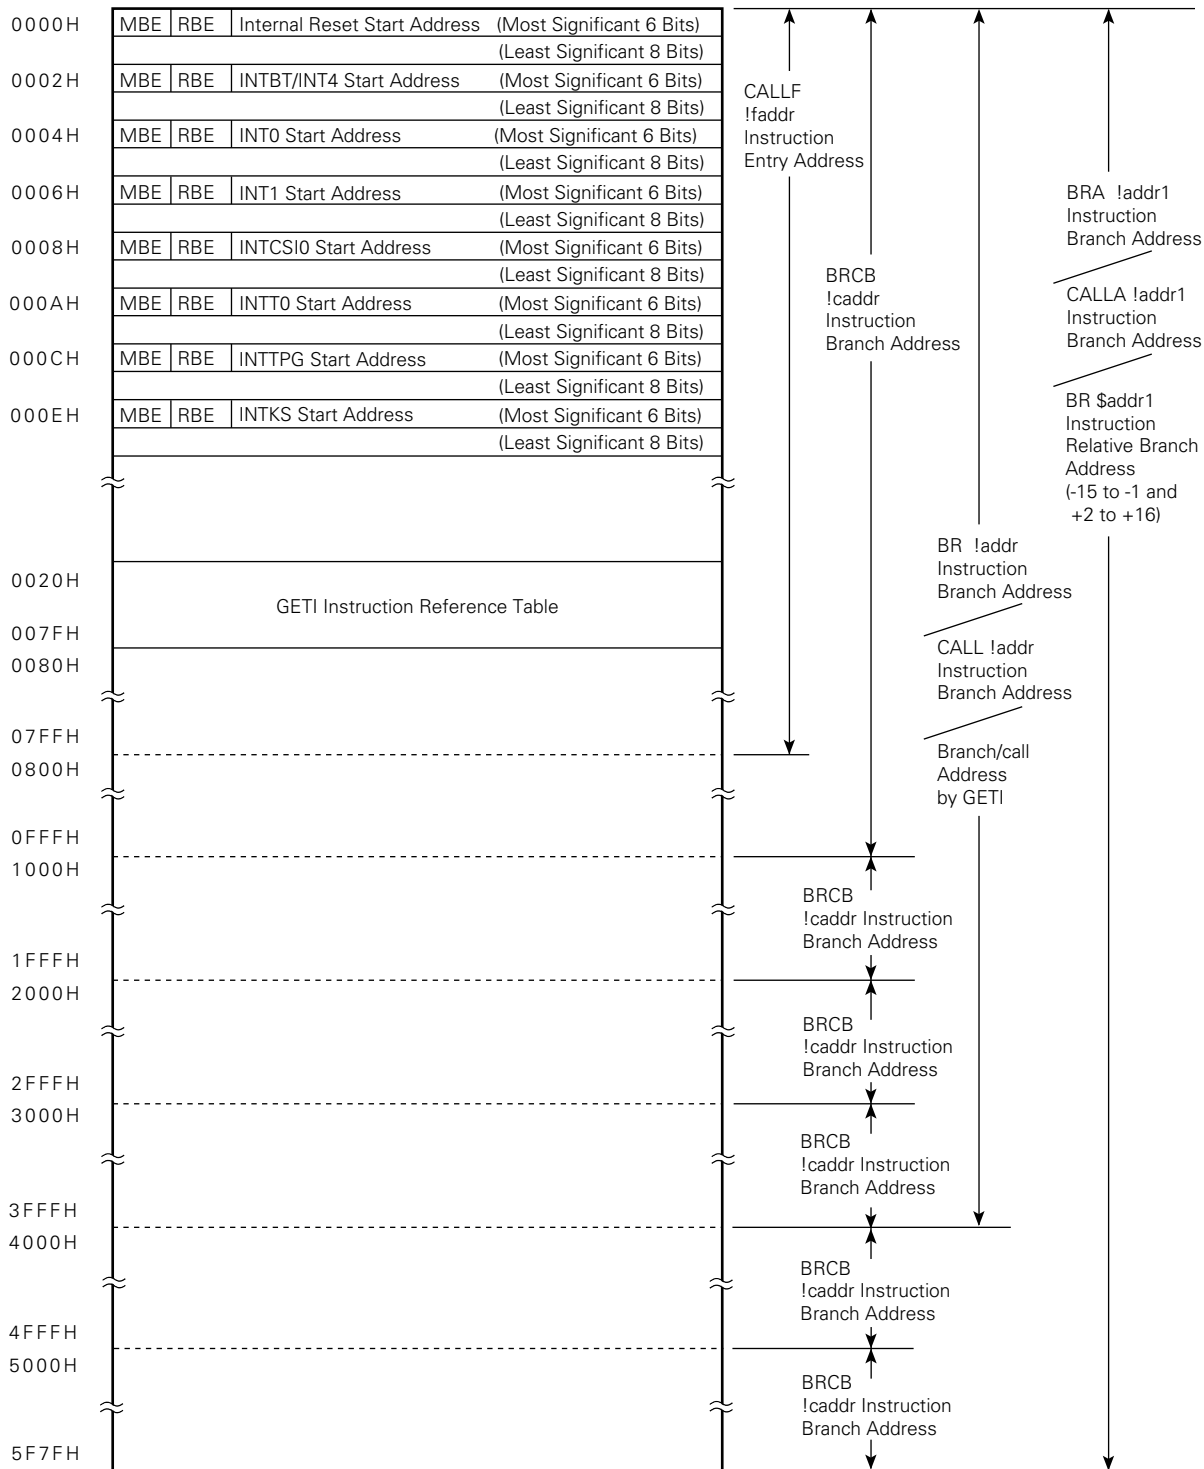 0000H MBE RBE Internal Reset Start Address (Most Significant 6 Bits)
(Least Significant 8 Bits)
0002H MBE RBE INTBT/INT4 Start Address (Most Significant 6 Bits)
(Least Significant 8 Bits)
0004H MBE RBE INT0 Start Address (Most Significant 6 Bits)
(Least Significant 8 Bits)
0006H MBE RBE INT1 Start Address (Most Significant 6 Bits)
(Least Significant 8 Bits)
0008H MBE RBE INTCSI0 Start Address (Most Significant 6 Bits)
(Least Significant 8 Bits)
000AH MBE RBE INTT0 Start Address (Most Significant 6 Bits)
(Least Significant 8 Bits)
000CH MBE RBE INTTPG Start Address (Most Significant 6 Bits)
(Least Significant 8 Bits)
000EH MBE RBE INTKS Start Address (Most Significant 6 Bits)
(Least Significant 8 Bits)
0020H
GETI Instruction Reference Table
007FH
0080H
07FFH
0800H
0FFFH
1000H
1FFFH
2000H
2FFFH
3000H
3FFFH
4000H
4FFFH
5000H
5F7FH
CALLF
!faddr
Instruction
Entry Address
BRCB
!caddr
Instruction
Branch Address
BRCB
!caddr Instruction
Branch Address
BRCB
!caddr Instruction
Branch Address
BRCB
!caddr Instruction
Branch Address
BRCB
!caddr Instruction
Branch Address
BRCB
!caddr Instruction
Branch Address
BR !addr
Instruction
Branch Address
CALL !addr
Instruction
Branch Address
Branch/call
Address
by GETI
BRA !addr1
Instruction
Branch Address
CALLA !addr1
Instruction
Branch Address
BR $addr1
Instruction
Relative Branch
Address
(-15 to -1 and
+2 to +16)